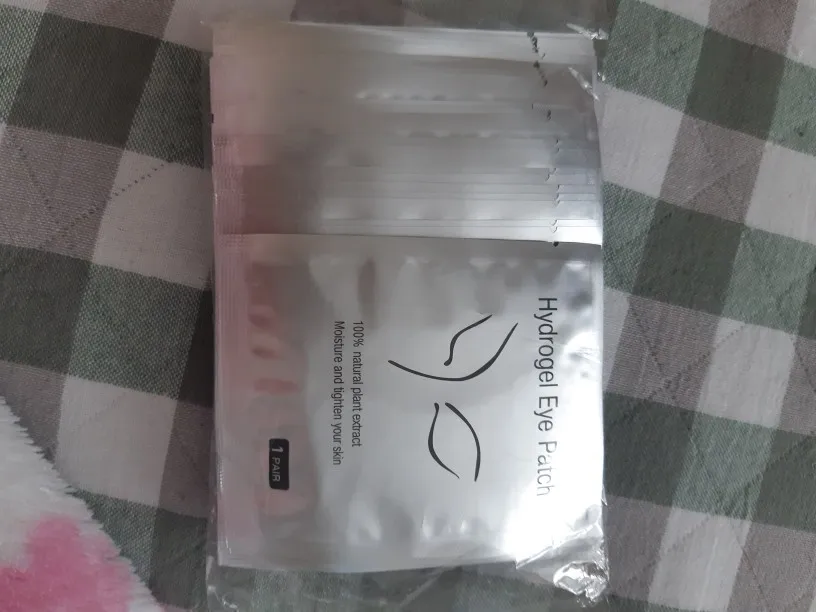 Hydrogel Eye Patch
100% natural plant extract
Moisture and tighten your skin
1 PAIR